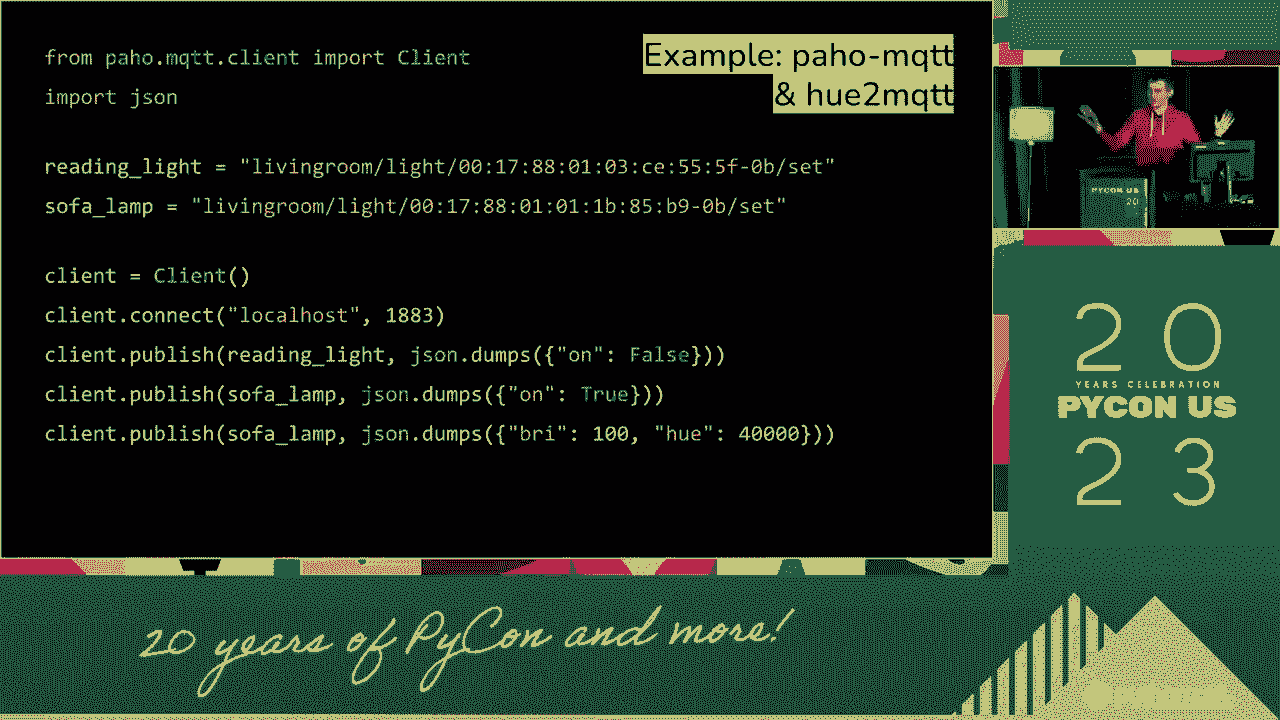 from paho.mqtt.client import Client
import json
reading_light = "livingroom/light/00:17:88:01:03:ce:55:5f-0b/set"
sofa_lamp = "livingroom/light/00:17:88:01:01:1b:85:b9-0b/set"
client = Client()
client.connect("localhost", 1883)
client.publish(reading_light, json.dumps({"on": False}))
client.publish(sofa_lamp, json.dumps({"on": True}))
client.publish(sofa_lamp, json.dumps({"bri": 100, "hue": 40000}))
Example: paho-mqtt
& hue2mqtt
PYCON US
20
20
YEARS CELEBRATION
PYCON US
23
20 years of PyCon and more!